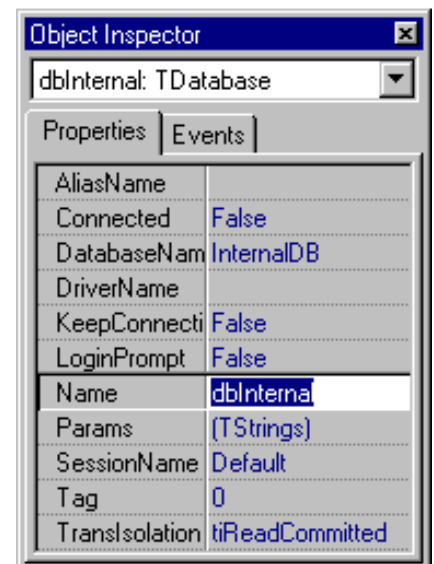 Object Inspector
dbInternal: TDatabase
Properties Events
AliasName
Connected False
DatabaseNam InternalDB
DriverName
KeepConnecti False
LoginPrompt False
Name dbInternal
Params (TStrings)
SessionName Default
Tag 0
TransIsolation tiReadCommitted